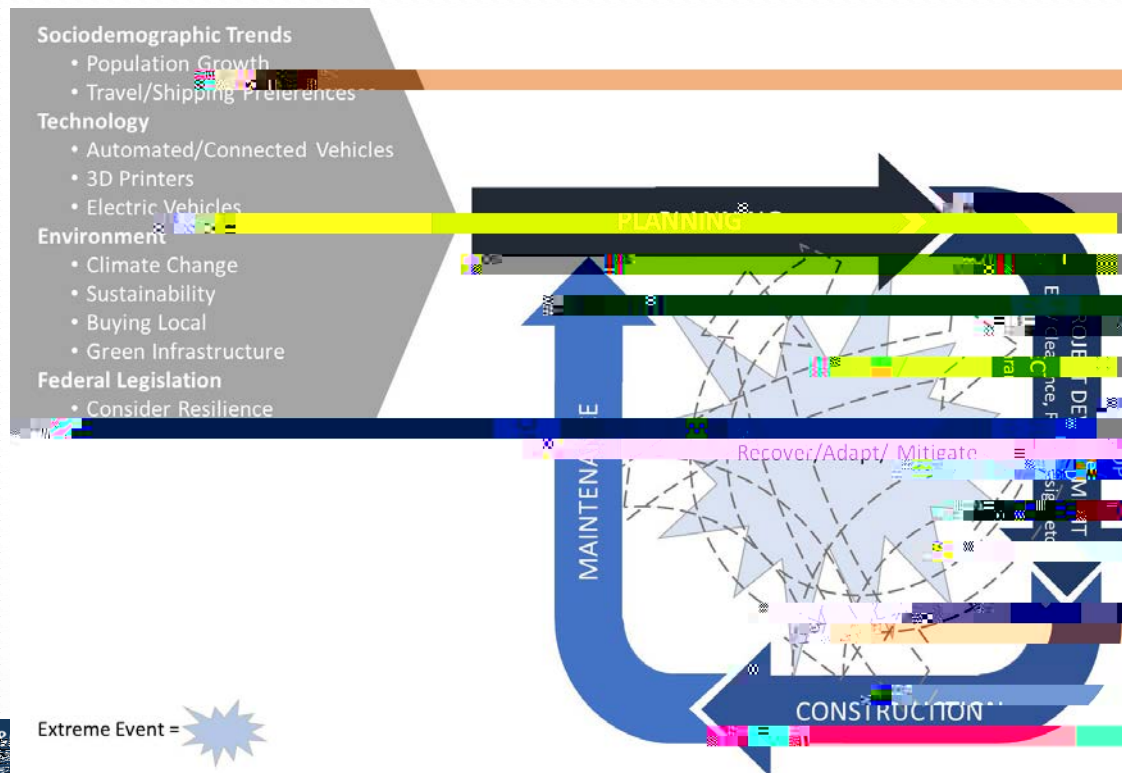 Sociodemographic Trends
• Population Growth
• Travel/Shipping Preferences
Technology
• Automated/Connected Vehicles
• 3D Printers
• Electric Vehicles
Environment
• Climate Change
• Sustainability
• Buying Local
• Green Infrastructure
Federal Legislation
• Consider Resilience
PLANNING
MAINTENANCE
Recover/Adapt/ Mitigate
CONSTRUCTION
Extreme Event =